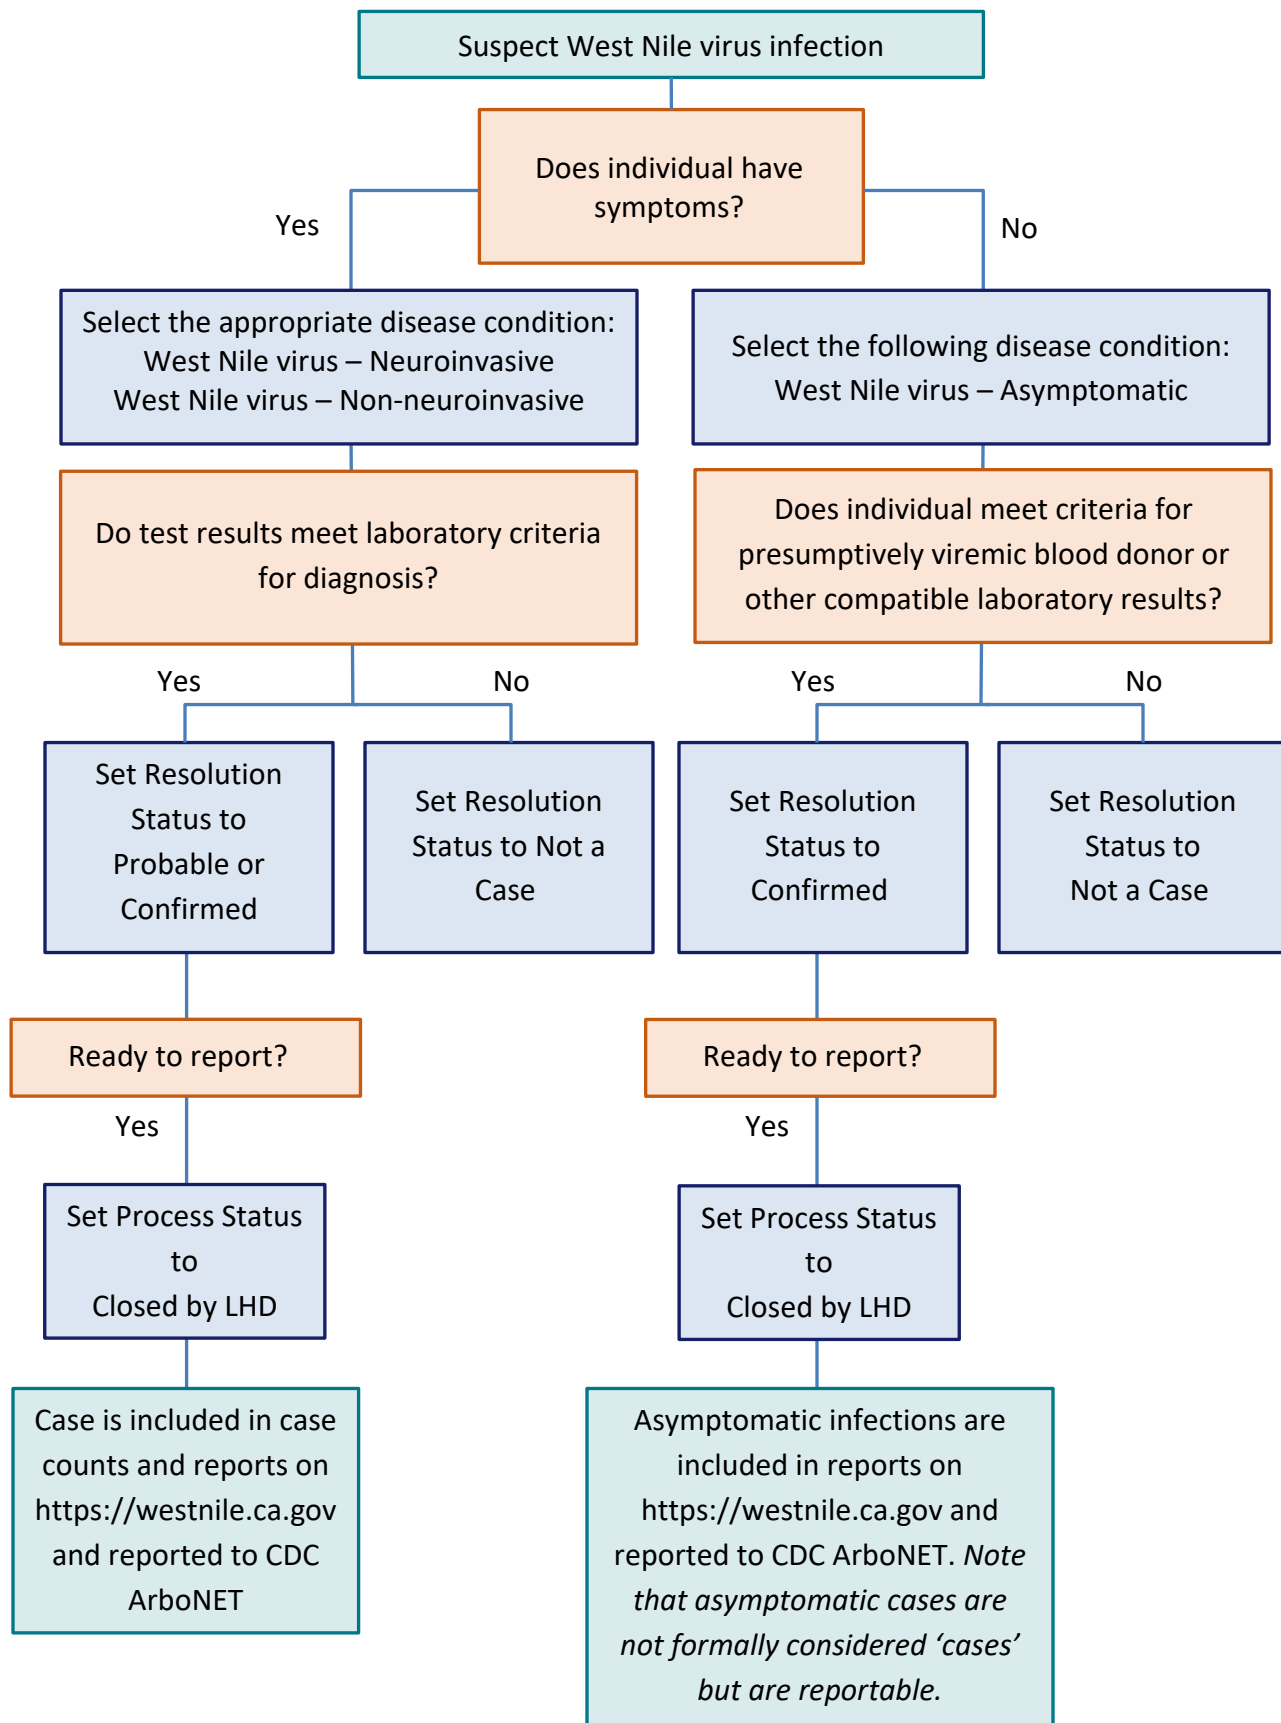 Suspect West Nile virus infection
Does individual have
symptoms?
Yes
No
Select the appropriate disease condition:
West Nile virus – Neuroinvasive
West Nile virus – Non-neuroinvasive
Select the following disease condition:
West Nile virus – Asymptomatic
Do test results meet laboratory criteria
for diagnosis?
Does individual meet criteria for
presumptively viremic blood donor or
other compatible laboratory results?
Yes
No
Yes
No
Set Resolution
Status to
Probable or
Confirmed
Set Resolution
Status to Not a
Case
Set Resolution
Status to
Confirmed
Set Resolution
Status to
Not a Case
Ready to report?
Ready to report?
Yes
Yes
Set Process Status
to
Closed by LHD
Set Process Status
to
Closed by LHD
Case is included in case
counts and reports on
https://westnile.ca.gov
and reported to CDC
ArboNET
Asymptomatic infections are
included in reports on
https://westnile.ca.gov and
reported to CDC ArboNET. Note
that asymptomatic cases are
not formally considered ‘cases’
but are reportable.